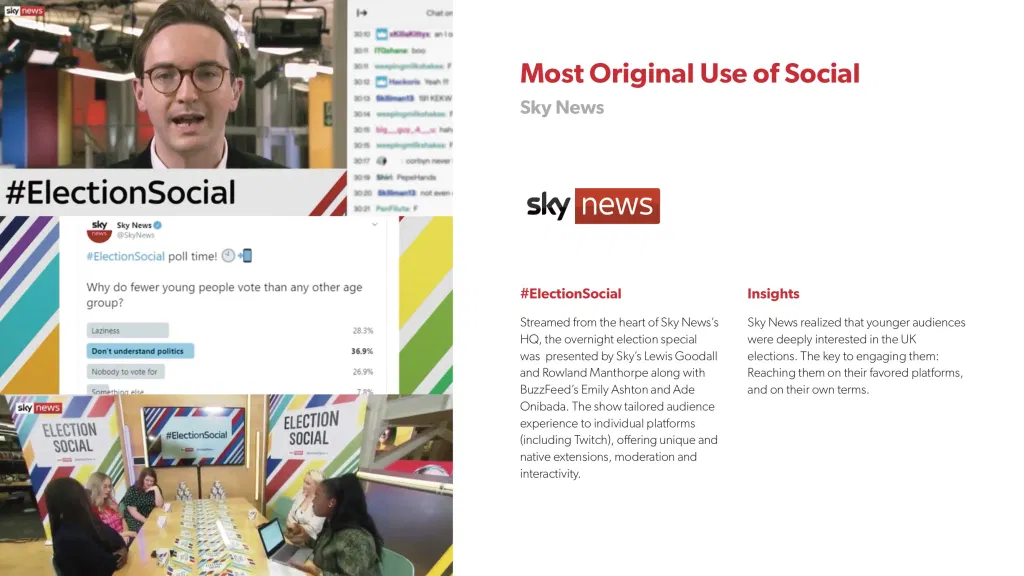 sky news
Chat on
30:10 xKillaKittyx: an I o
30:11 ITOshane: boo
30:11 weepingmilkshakes: F
30:12 Hackoris: Yeah !!!
30:13 Skillman13: 191 KEKW
30:14 weepingmilkshakes: F
30:15 big__guy_4__u: haha
30:15 weepingmilkshakes: F
30:17 : corbyn never
30:19 Shiri: PepeHands
30:20 Skillman13: not even
30:21 PanFilute: F
#ElectionSocial
sky news
Sky News
@SkyNews
#ElectionSocial poll time!
Why do fewer young people vote than any other age
group?
Laziness 28.3%
Don't understand politics 36.9%
Nobody to vote for 26.9%
Something else 7.8%
sky news
ELECTION
SOCIAL
#ElectionSocial
ELECTION
SOCIAL
Most Original Use of Social
Sky News
sky news
#ElectionSocial
Streamed from the heart of Sky News's
HQ, the overnight election special
was presented by Sky's Lewis Goodall
and Rowland Manthorpe along with
BuzzFeed's Emily Ashton and Ade
Onibada. The show tailored audience
experience to individual platforms
(including Twitch), offering unique and
native extensions, moderation and
interactivity.
Insights
Sky News realized that younger audiences
were deeply interested in the UK
elections. The key to engaging them:
Reaching them on their favored platforms,
and on their own terms.